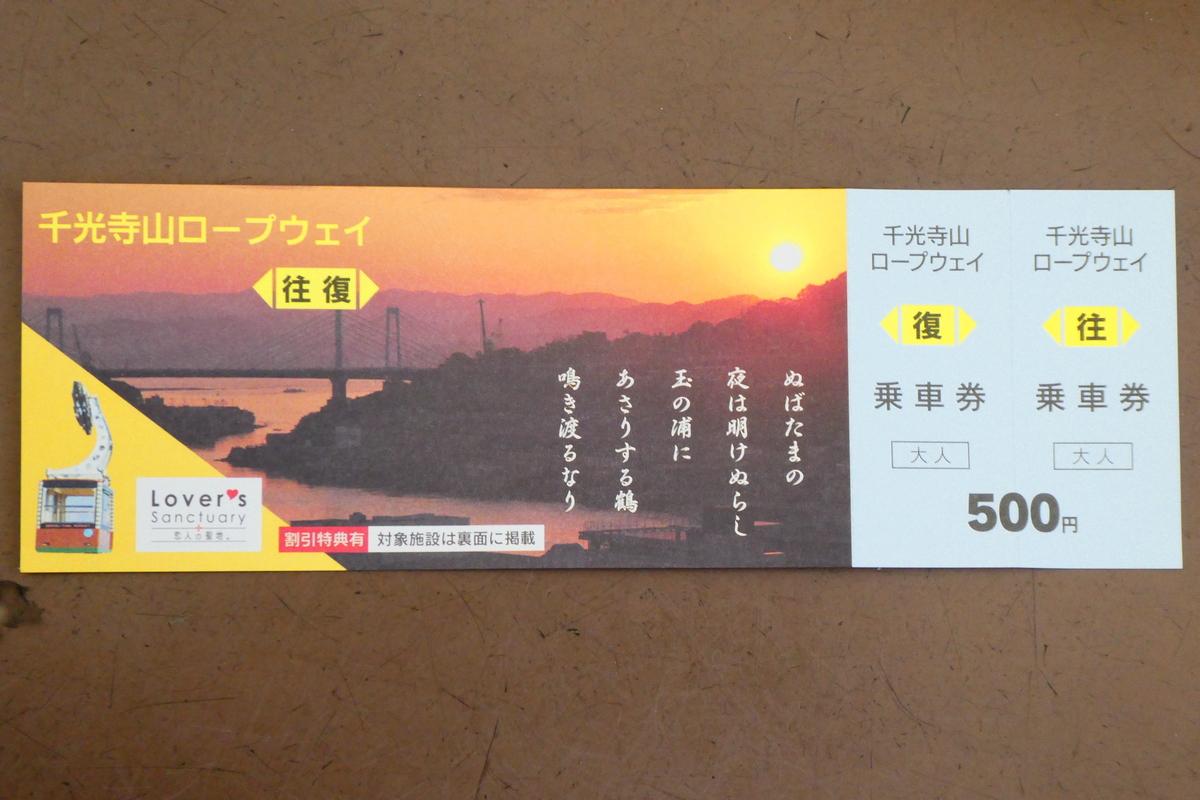 千光寺山ロープウェイ
往復
ぬばたまの
夜は明けぬらし
玉の浦に
あさりする鶴
鳴き渡るなり
Lover's
Sanctuary
恋人の聖地。
割引特典有 対象施設は裏面に掲載
千光寺山
ロープウェイ
復
乗車券
大人
千光寺山
ロープウェイ
往
乗車券
大人
500円